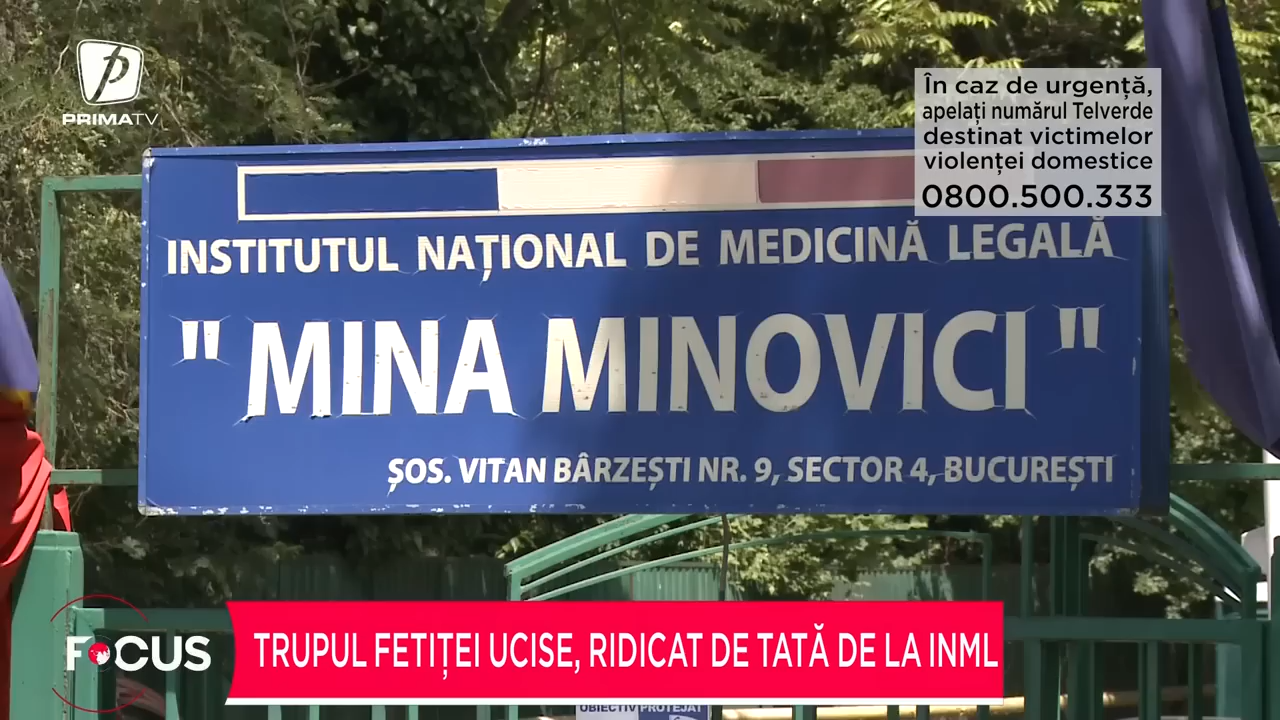 PRIMATV
În caz de urgență,
apelați numărul Telverde
destinat victimelor
violenței domestice
0800.500.333
INSTITUTUL NAȚIONAL DE MEDICINĂ LEGALĂ
" MINA MINOVICI "
ȘOS. VITAN BÂRZEȘTI NR. 9, SECTOR 4, BUCUREȘTI
FOCUS
TRUPUL FETIȚEI UCISE, RIDICAT DE TATĂ DE LA INML
OBIECTIV PROTEJAT